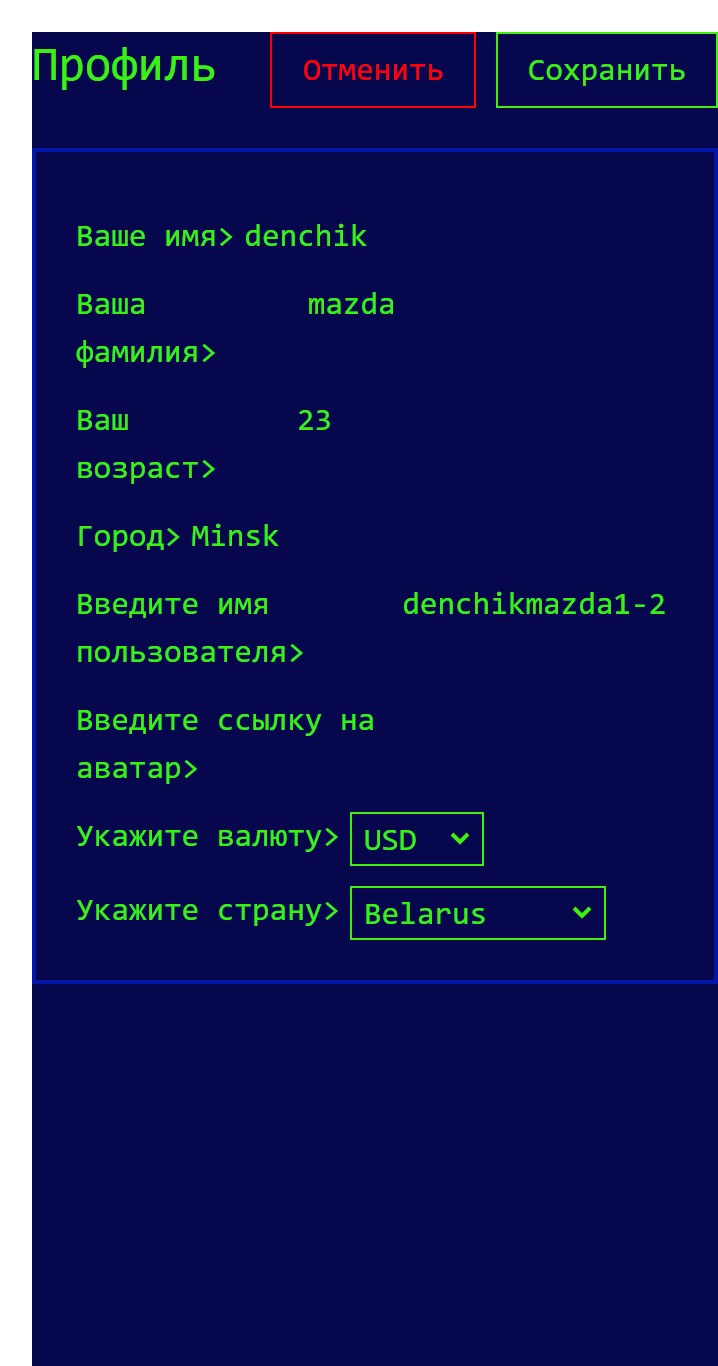 Профиль Отменить Сохранить
Ваше имя> denchik
Ваша mazda
фамилия>
Ваш 23
возраст>
Город> Minsk
Введите имя denchikmazda1-2
пользователя>
Введите ссылку на
аватар>
Укажите валюту> USD
Укажите страну> Belarus